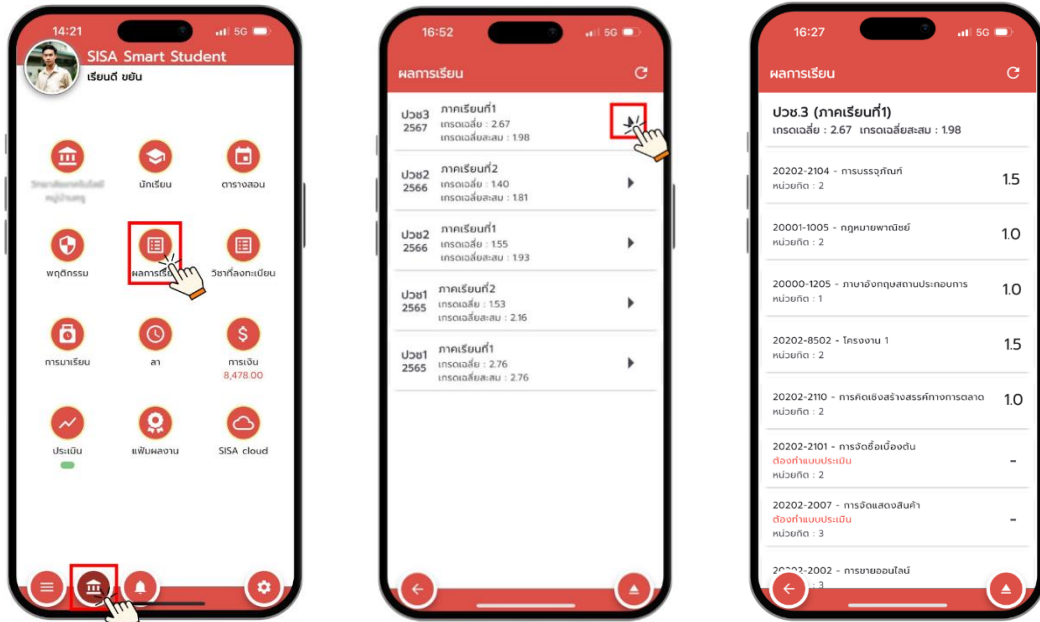 14:21
5G
SISA Smart Student
เรียนดี ขยัน
นักเรียน
ตารางสอน
พฤติกรรม
ผลการเรียน
วิชาที่ลงทะเบียน
การมาเรียน
ลา
การเงิน
8,478.00
ประเมิน
แฟ้มผลงาน
SISA cloud
16:52
5G
ผลการเรียน
ปวช3
2567
ภาคเรียนที่1
เกรดเฉลี่ย : 2.67
เกรดเฉลี่ยสะสม : 1.98
ปวช2
2566
ภาคเรียนที่2
เกรดเฉลี่ย : 1.40
เกรดเฉลี่ยสะสม : 1.81
ปวช2
2566
ภาคเรียนที่1
เกรดเฉลี่ย : 1.55
เกรดเฉลี่ยสะสม : 1.93
ปวช1
2565
ภาคเรียนที่2
เกรดเฉลี่ย : 1.53
เกรดเฉลี่ยสะสม : 2.16
ปวช1
2565
ภาคเรียนที่1
เกรดเฉลี่ย : 2.76
เกรดเฉลี่ยสะสม : 2.76
16:27
5G
ผลการเรียน
ปวช.3 (ภาคเรียนที่1)
เกรดเฉลี่ย : 2.67 เกรดเฉลี่ยสะสม : 1.98
20202-2104 - การบรรจุภัณฑ์
หน่วยกิต : 2
1.5
20001-1005 - กฎหมายพาณิชย์
หน่วยกิต : 2
1.0
20000-1205 - ภาษาอังกฤษสถานประกอบการ
หน่วยกิต : 1
1.0
20202-8502 - โครงงาน 1
หน่วยกิต : 2
1.5
20202-2110 - การคิดเชิงสร้างสรรค์ทางการตลาด
หน่วยกิต : 2
1.0
20202-2101 - การจัดซื้อเบื้องต้น
ต้องทำแบบประเมิน
หน่วยกิต : 2
-
20202-2007 - การจัดแสดงสินค้า
ต้องทำแบบประเมิน
หน่วยกิต : 3
-
2002 - การขายออนไลน์
: 3